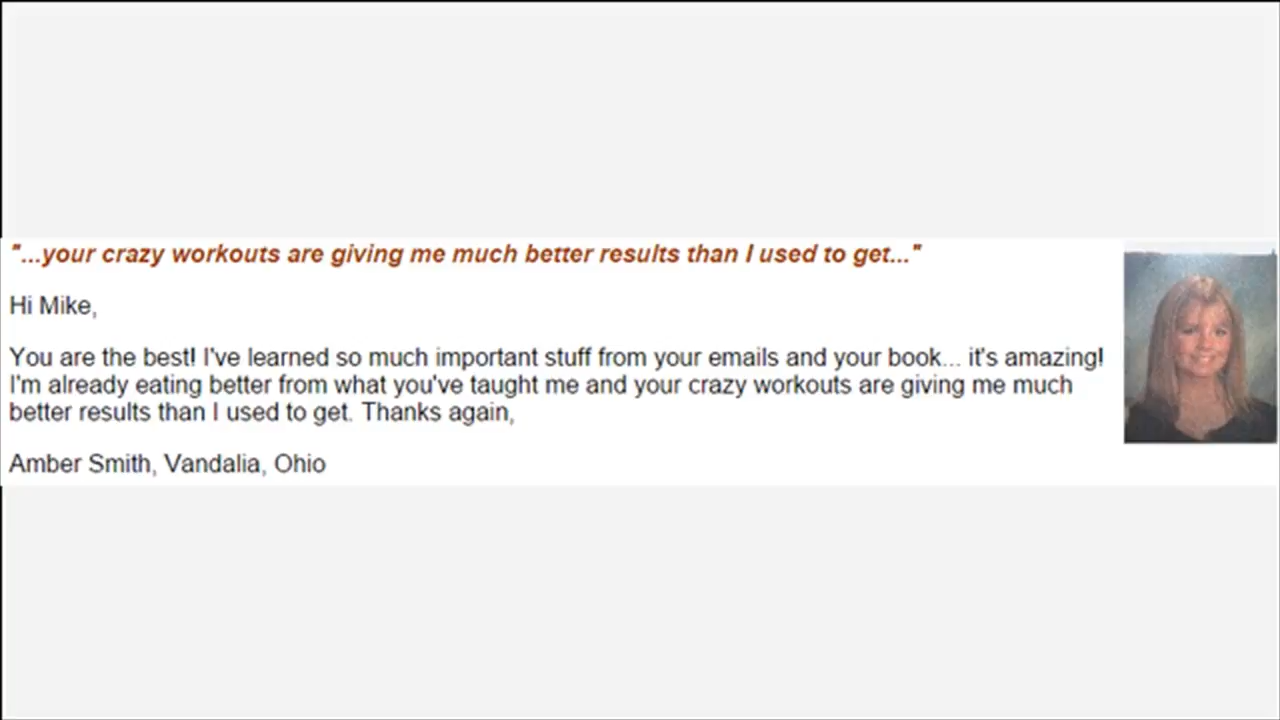 "...your crazy workouts are giving me much better results than I used to get..."
Hi Mike,
You are the best! I've learned so much important stuff from your emails and your book... it's amazing!
I'm already eating better from what you've taught me and your crazy workouts are giving me much
better results than I used to get. Thanks again,
Amber Smith, Vandalia, Ohio